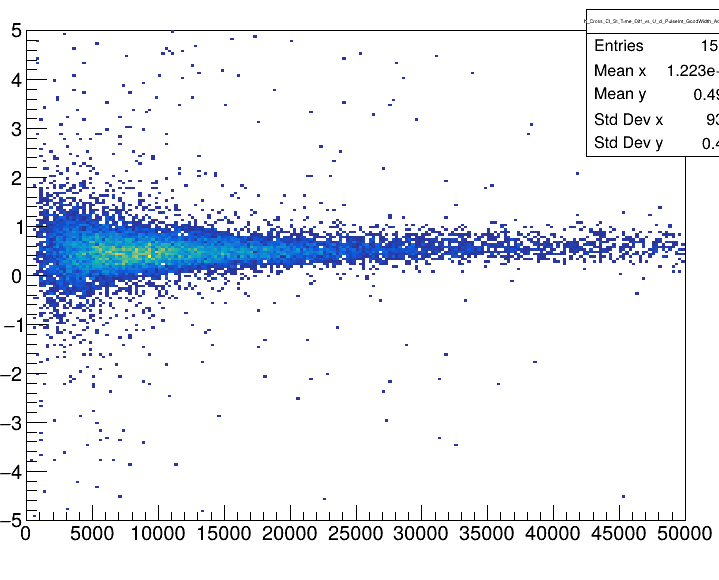 h_Cross_Ct_St_Time_Diff_vs_U_d_PulseInt_GoodWidth_Ad
Entries 15
Mean x 1.223e-
Mean y 0.49
Std Dev x 93
Std Dev y 0.4
5
4
3
2
1
0
−1
−2
−3
−4
−5
0 5000 10000 15000 20000 25000 30000 35000 40000 45000 50000